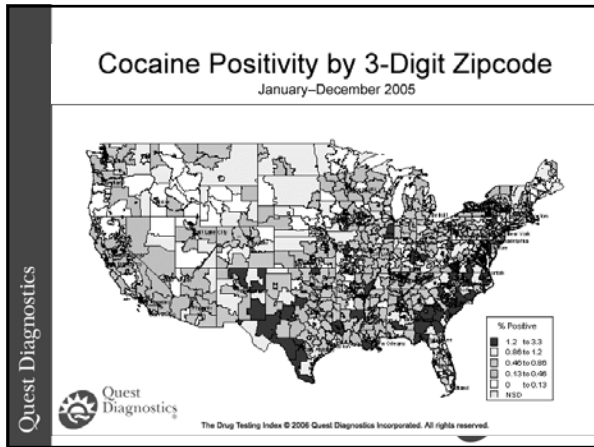 Cocaine Positivity by 3-Digit Zipcode
January–December 2005
% Positive
1.2 to 3.3
0.86 to 1.2
0.46 to 0.86
0.13 to 0.46
0 to 0.13
NSD
Quest Diagnostics
Quest
Diagnostics®
The Drug Testing Index © 2006 Quest Diagnostics Incorporated. All rights reserved.